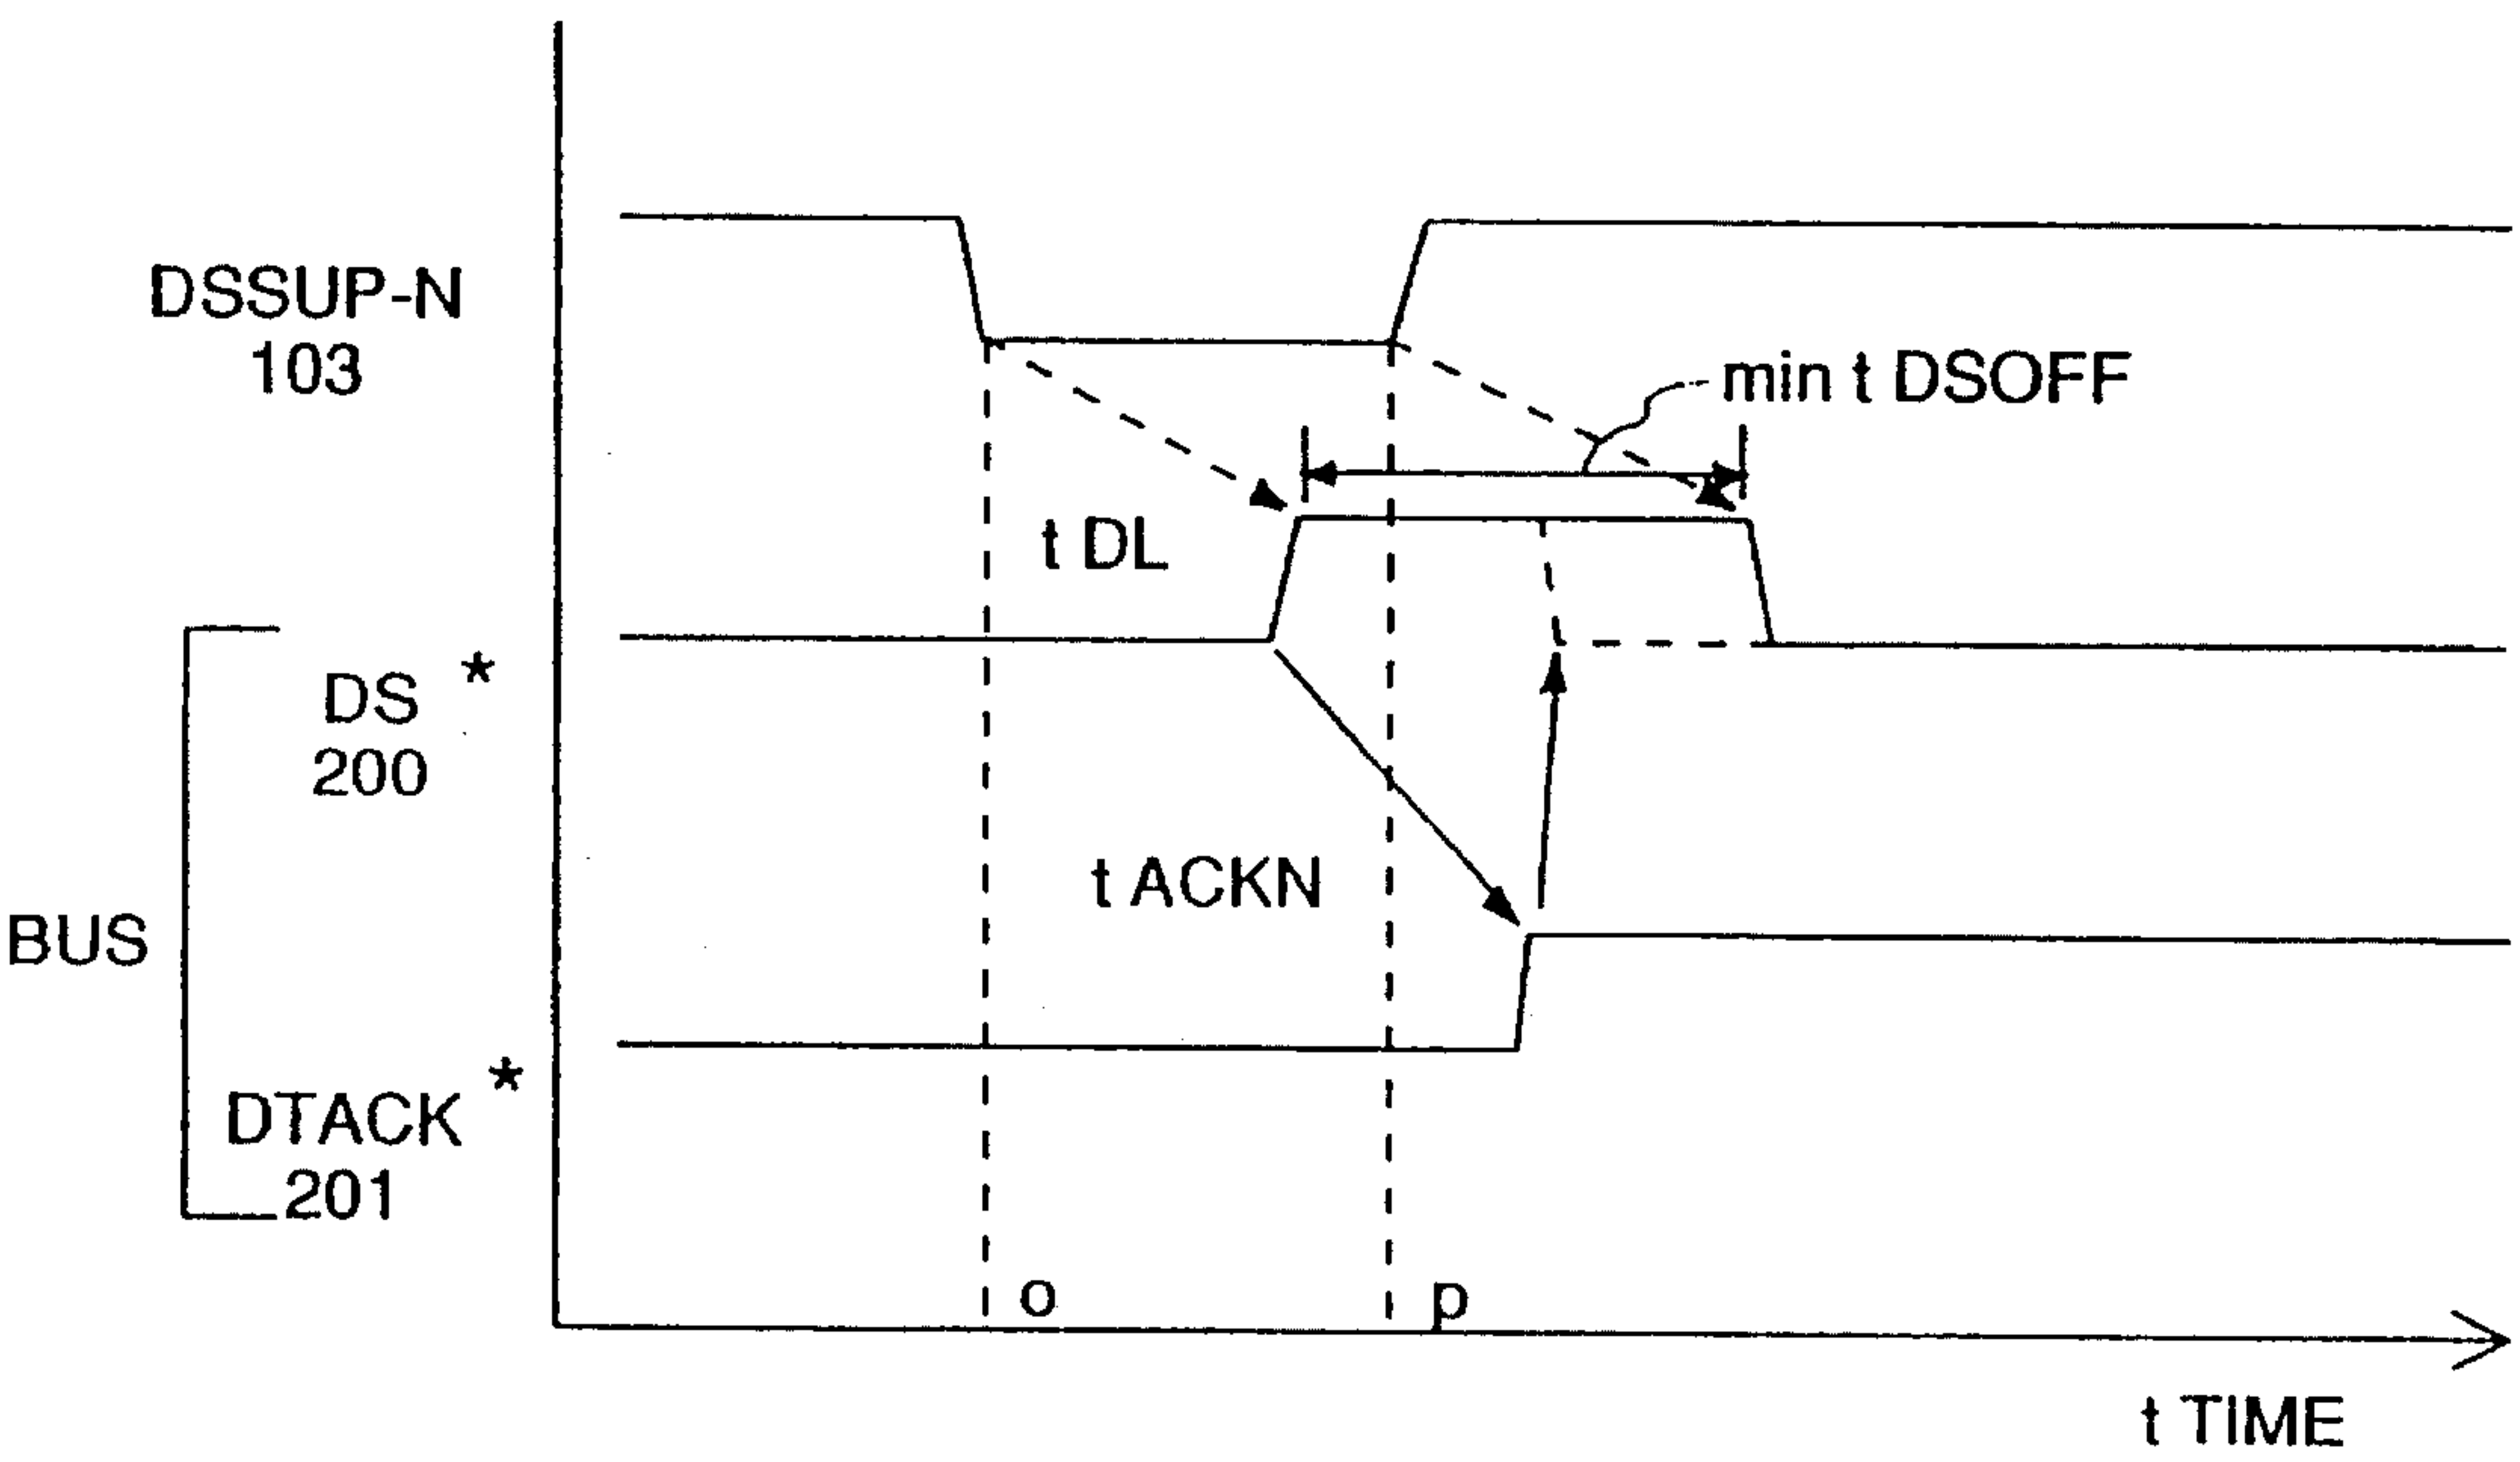 DSSUP-N
103
min t DSOFF
t DL
DS *
200
t ACKN
BUS
DTACK *
201
o
p
t TIME